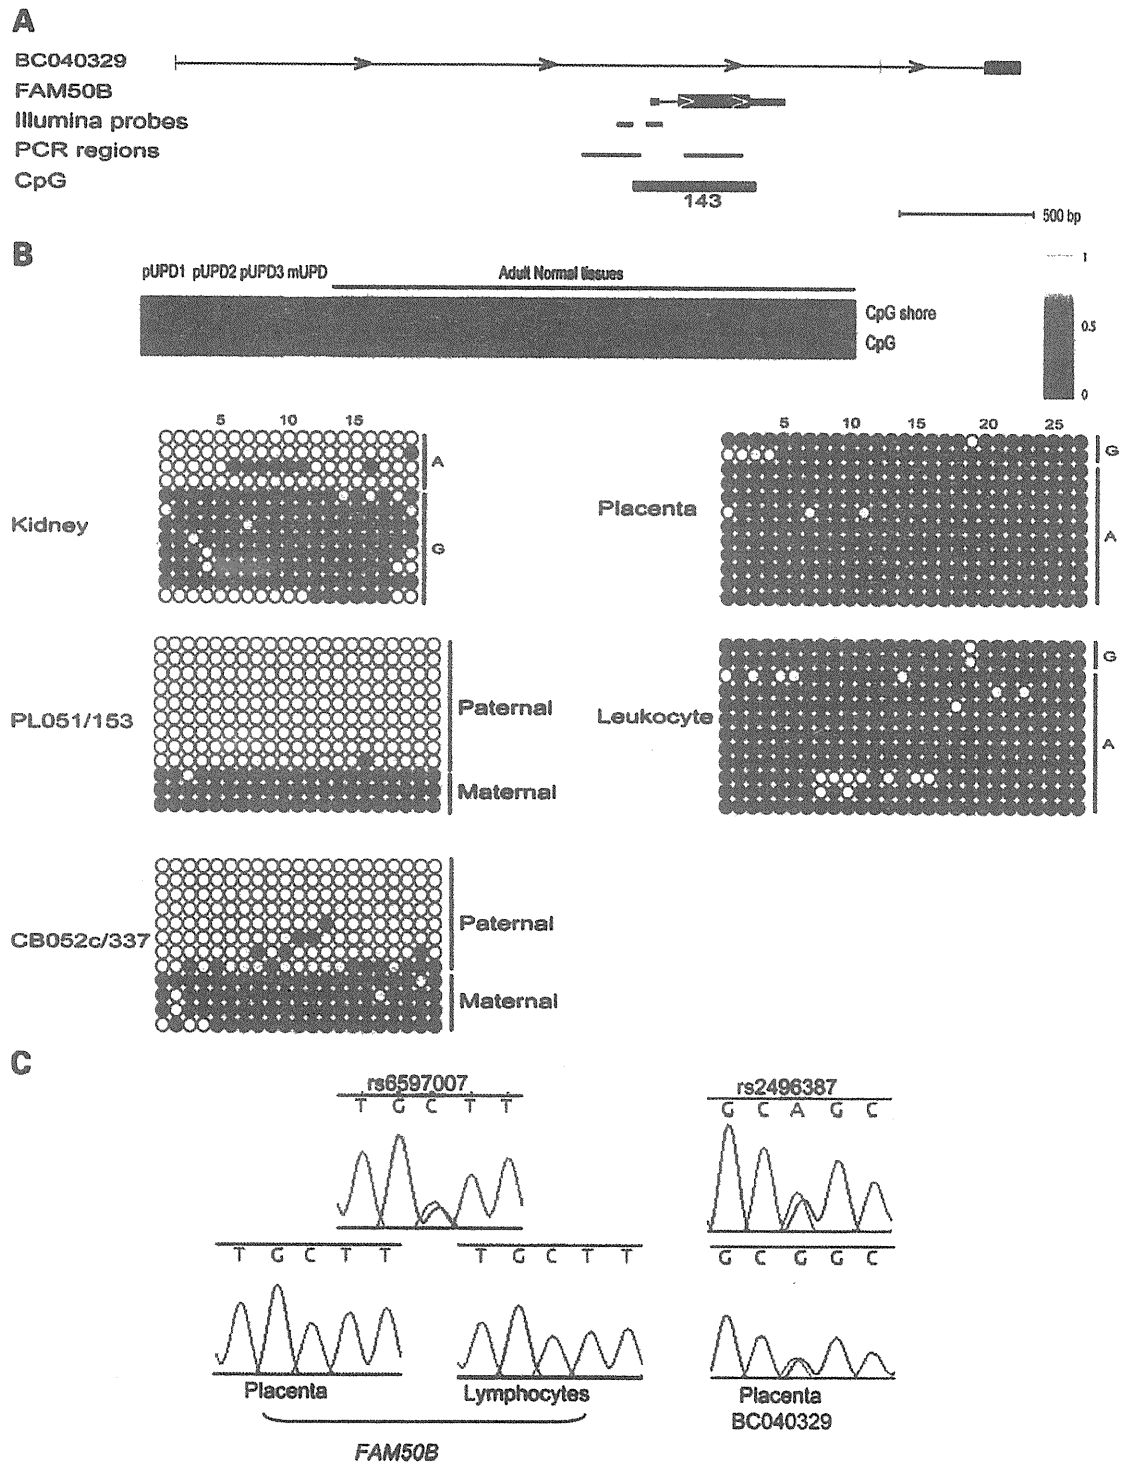 A
BC040329
FAM50B
Illumina probes
PCR regions
CpG
143
500 bp
B
pUPD1 pUPD2 pUPD3 mUPD
Adult Normal tissues
1
0.5
0
CpG shore
CpG
5 10 15
Kidney
A
G
5 10 15 20 25
Placenta
G
A
PL051/153
Paternal
Maternal
Leukocyte
G
A
CB052c/337
Paternal
Maternal
C
rs6597007
T G C T T
rs2496387
G C A G C
T G C T T
T G C T T
G C G G C
Placenta
Lymphocytes
Placenta
BC040329
FAM50B